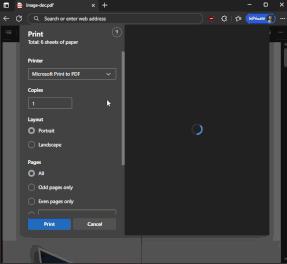 image-dec.pdf
Search or enter web address
InPrivate
Print
?
Total: 6 sheets of paper
Printer
Microsoft Print to PDF
Copies
1
Layout
Portrait
Landscape
Pages
All
Odd pages only
Even pages only
Print
Cancel